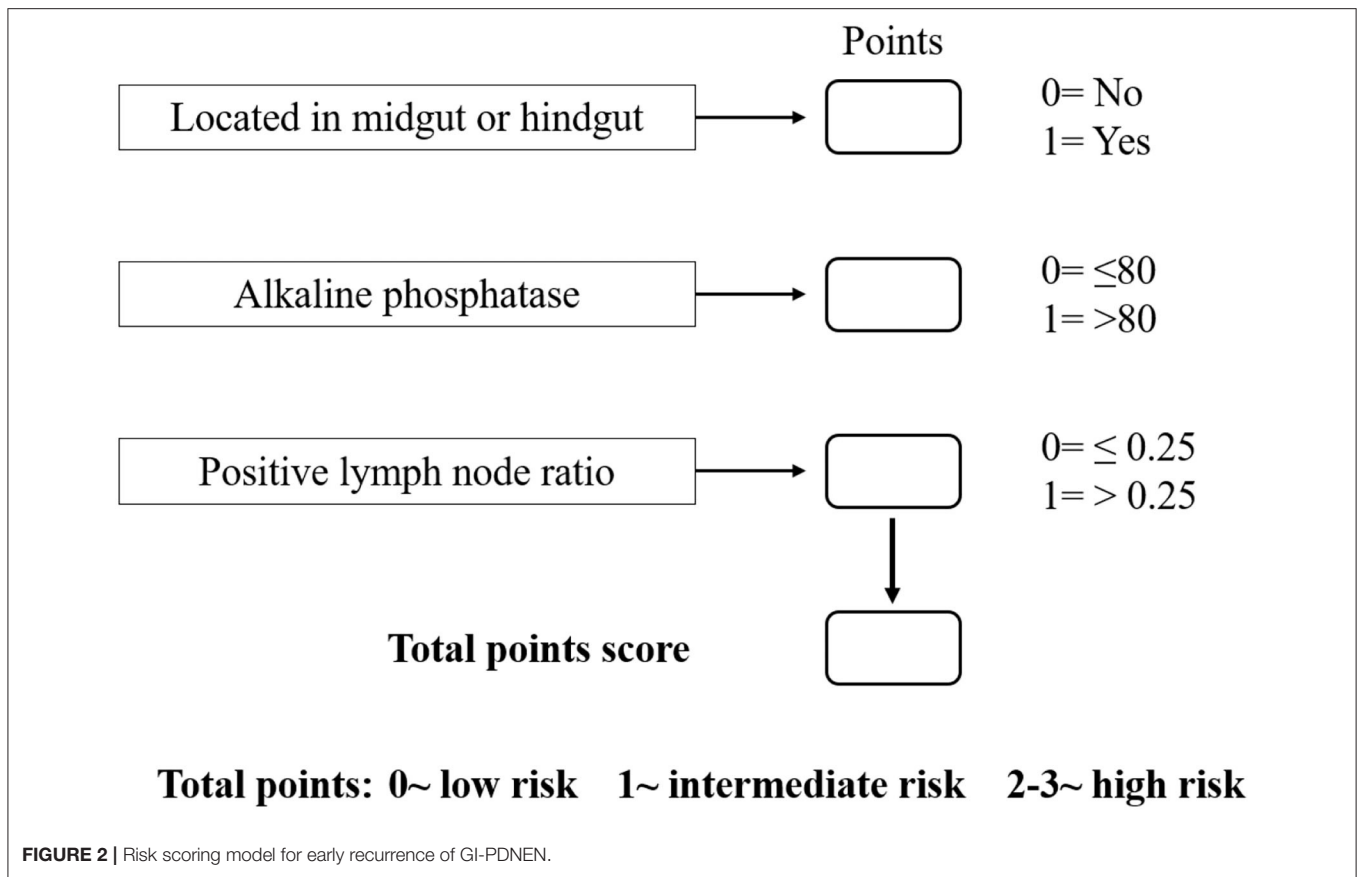 Points
Located in midgut or hindgut
0= No
1= Yes
Alkaline phosphatase
0= ≤80
1= >80
Positive lymph node ratio
0= ≤ 0.25
1= > 0.25
Total points score
Total points: 0~ low risk 1~ intermediate risk 2-3~ high risk
FIGURE 2 | Risk scoring model for early recurrence of GI-PDNEN.